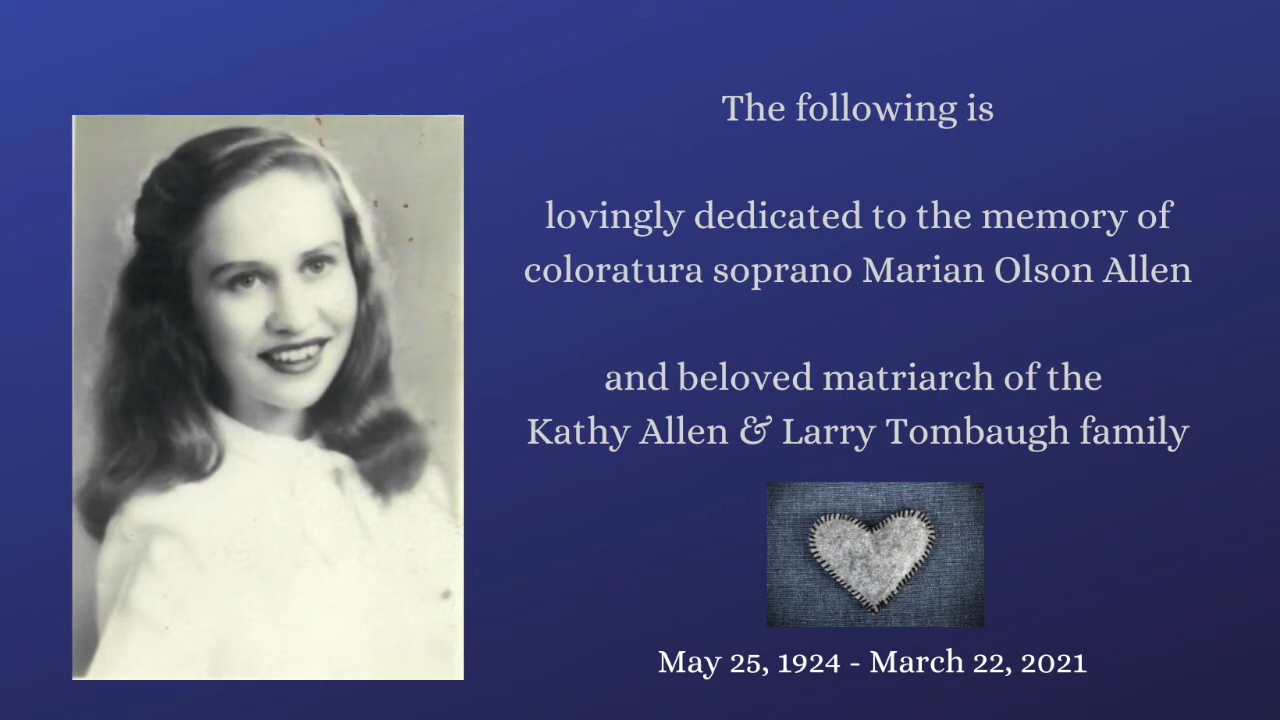 The following is
lovingly dedicated to the memory of
coloratura soprano Marian Olson Allen
and beloved matriarch of the
Kathy Allen & Larry Tombaugh family
May 25, 1924 - March 22, 2021